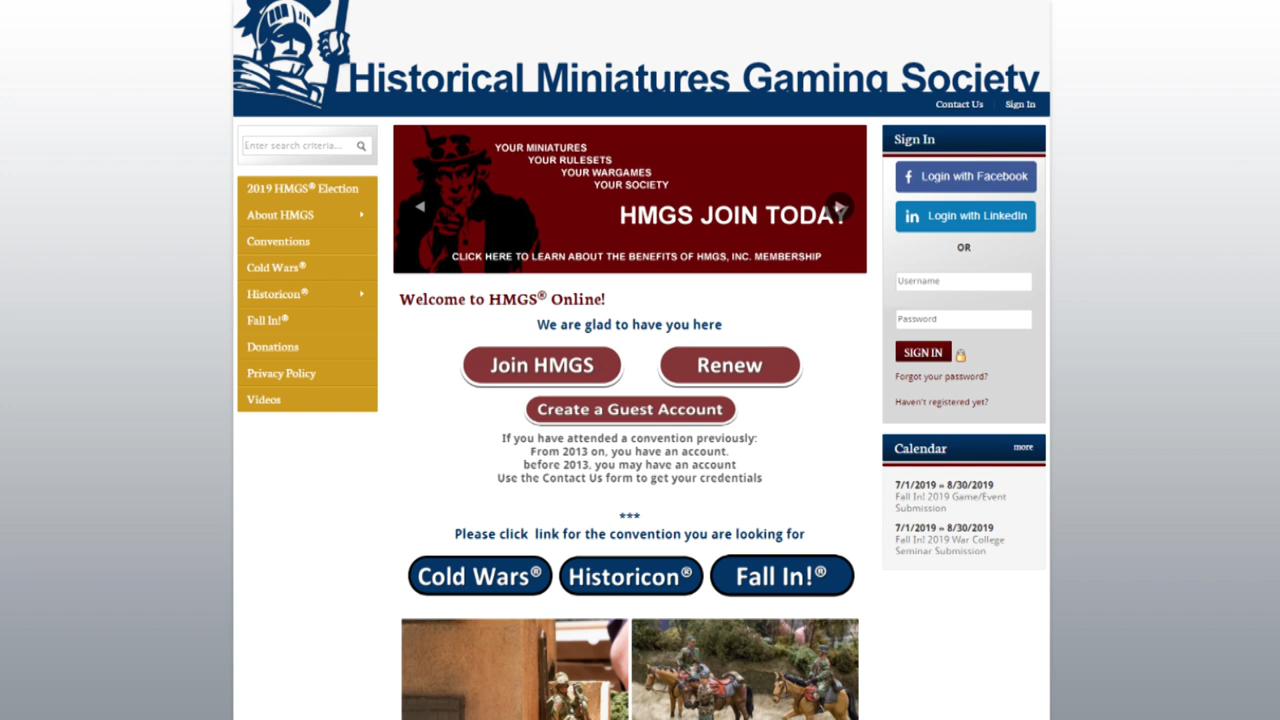 Historical Miniatures Gaming Society
Contact Us
Sign In
Enter search criteria...
2019 HMGS® Election
About HMGS
Conventions
Cold Wars®
Historicon®
Fall In!®
Donations
Privacy Policy
Videos
YOUR MINIATURES
YOUR RULESETS
YOUR WARGAMES
YOUR SOCIETY
HMGS JOIN TODAY
CLICK HERE TO LEARN ABOUT THE BENEFITS OF HMGS, INC. MEMBERSHIP
Welcome to HMGS® Online!
We are glad to have you here
Join HMGS
Renew
Create a Guest Account
If you have attended a convention previously:
From 2013 on, you have an account.
before 2013, you may have an account
Use the Contact Us form to get your credentials
***
Please click link for the convention you are looking for
Cold Wars®
Historicon®
Fall In!®
Sign In
f Login with Facebook
in Login with LinkedIn
OR
Username
Password
SIGN IN
Forgot your password?
Haven't registered yet?
Calendar
more
7/1/2019 » 8/30/2019
Fall In! 2019 Game/Event
Submission
7/1/2019 » 8/30/2019
Fall In! 2019 War College
Seminar Submission